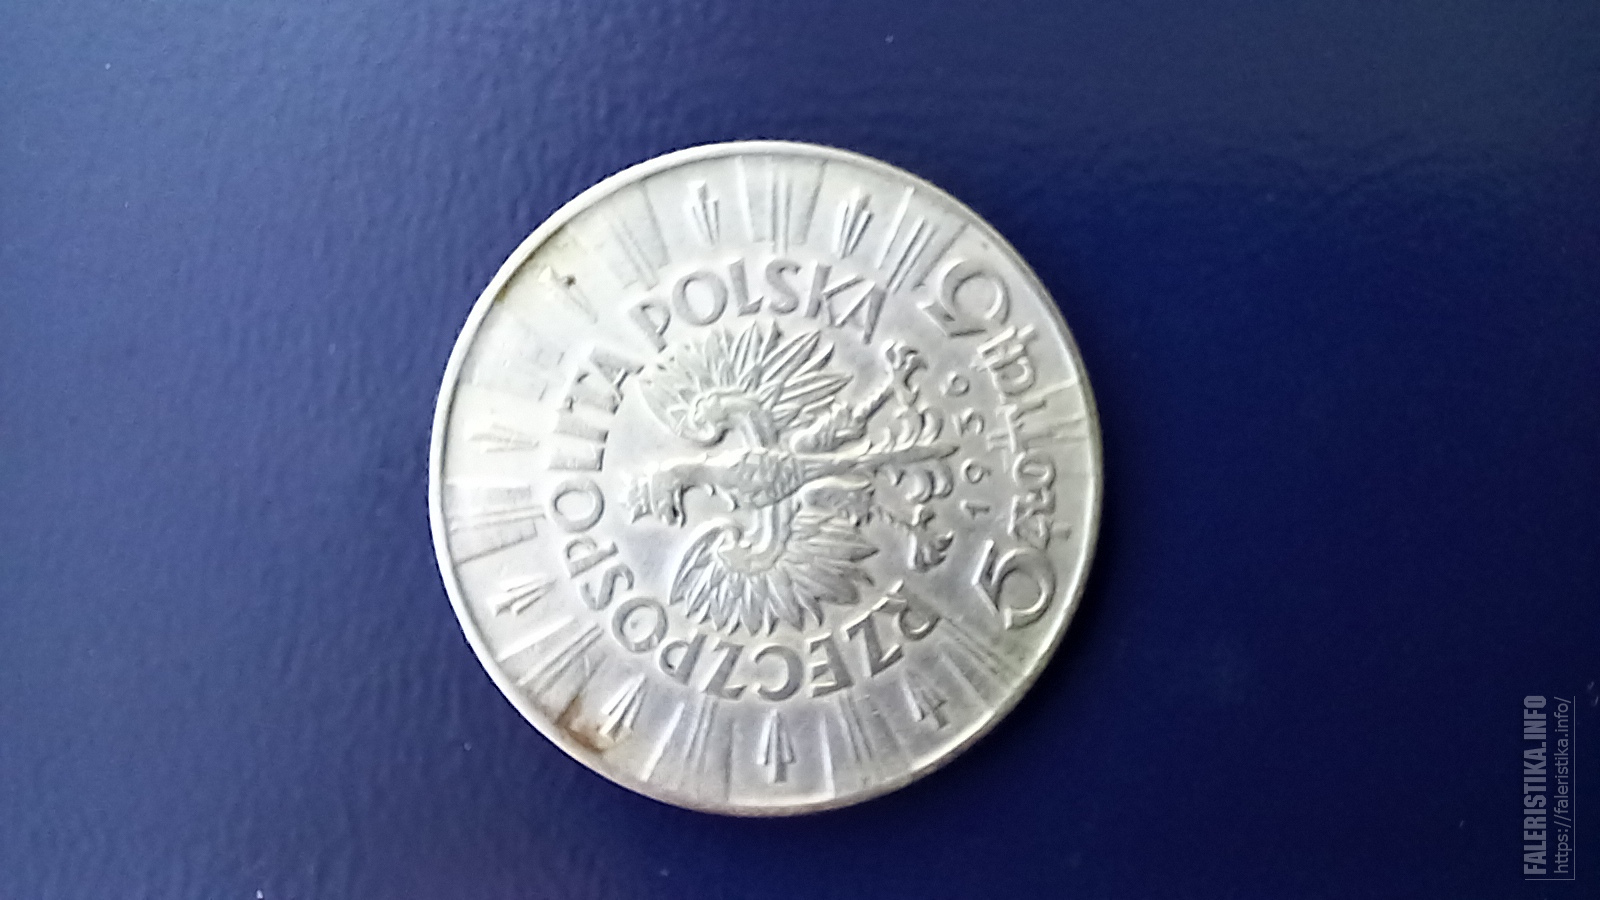 RZECZPOSPOLITA POLSKA
1936
5 ZŁOTYCH 5
FALERISTIKA.INFO
https://faleristika.info/